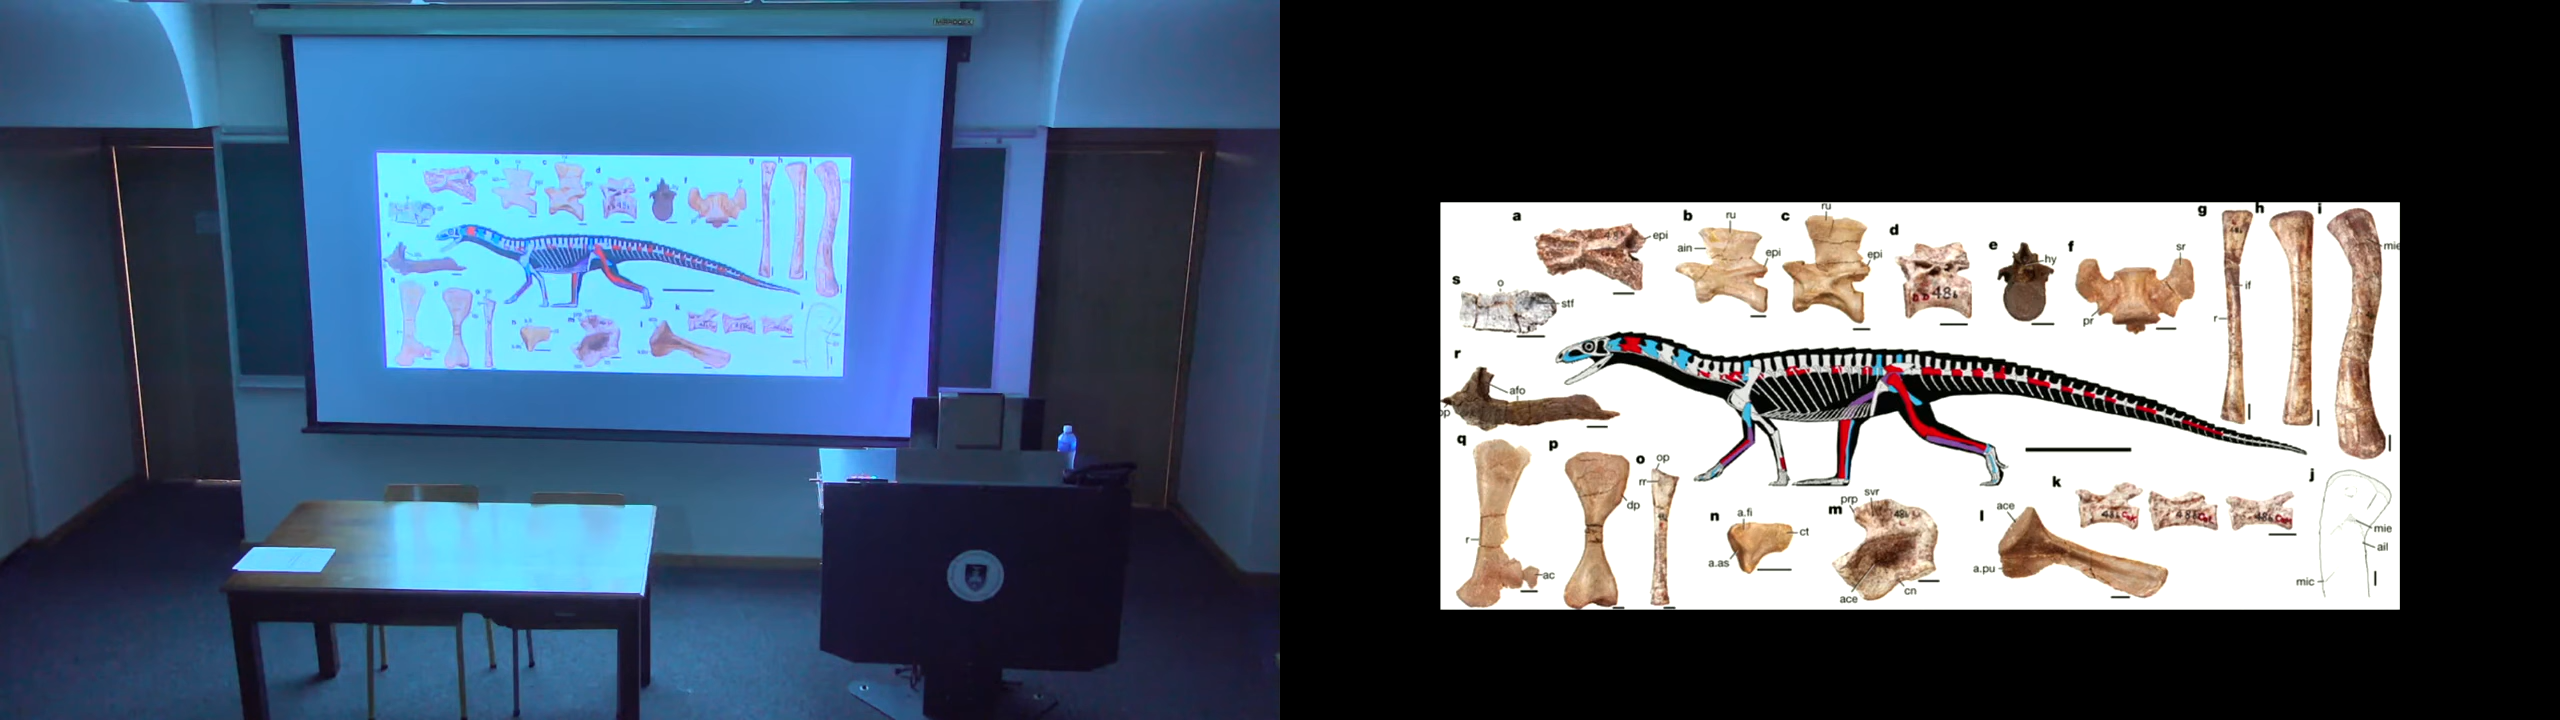 a
epi
b
ru
ain
epi
c
ru
epi
d
48b
e
hy
f
sr
pr
g
if
r
h
i
mie
s
o
stf
r
afo
op
q
r
ac
p
dp
o
op
rr
n
a.fi
ct
a.as
m
svr
prp
ace
cn
l
ace
a.pu
k
j
mie
ail
mic